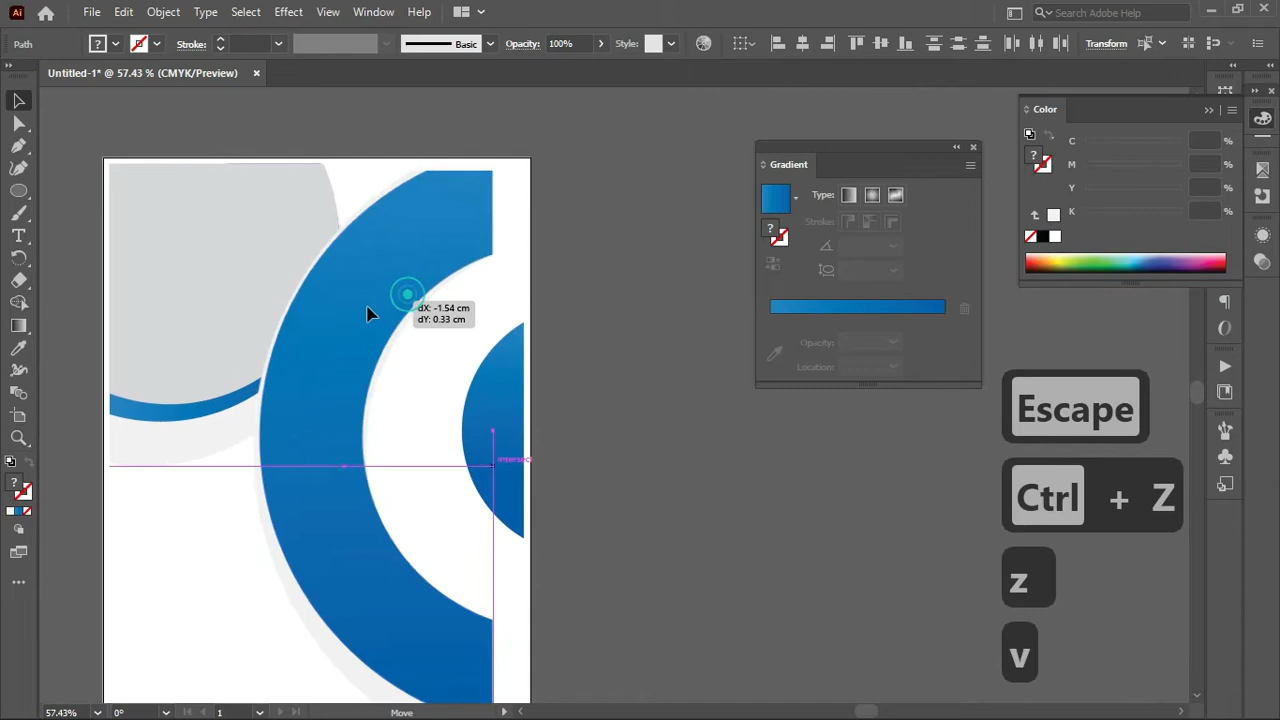 Ai File Edit Object Type Select Effect View Window Help Search Adobe Help
Path Stroke: Basic Opacity: 100% Style: Transform
Untitled-1* @ 57.43 % (CMYK/Preview)
Color
C %
M %
Y %
K %
Gradient
Type:
Stroke:
Opacity:
Location:
dX: -1.54 cm
dY: 0.33 cm
intersect
Escape
Ctrl + Z
z
v
57.43% 0° 1 Move